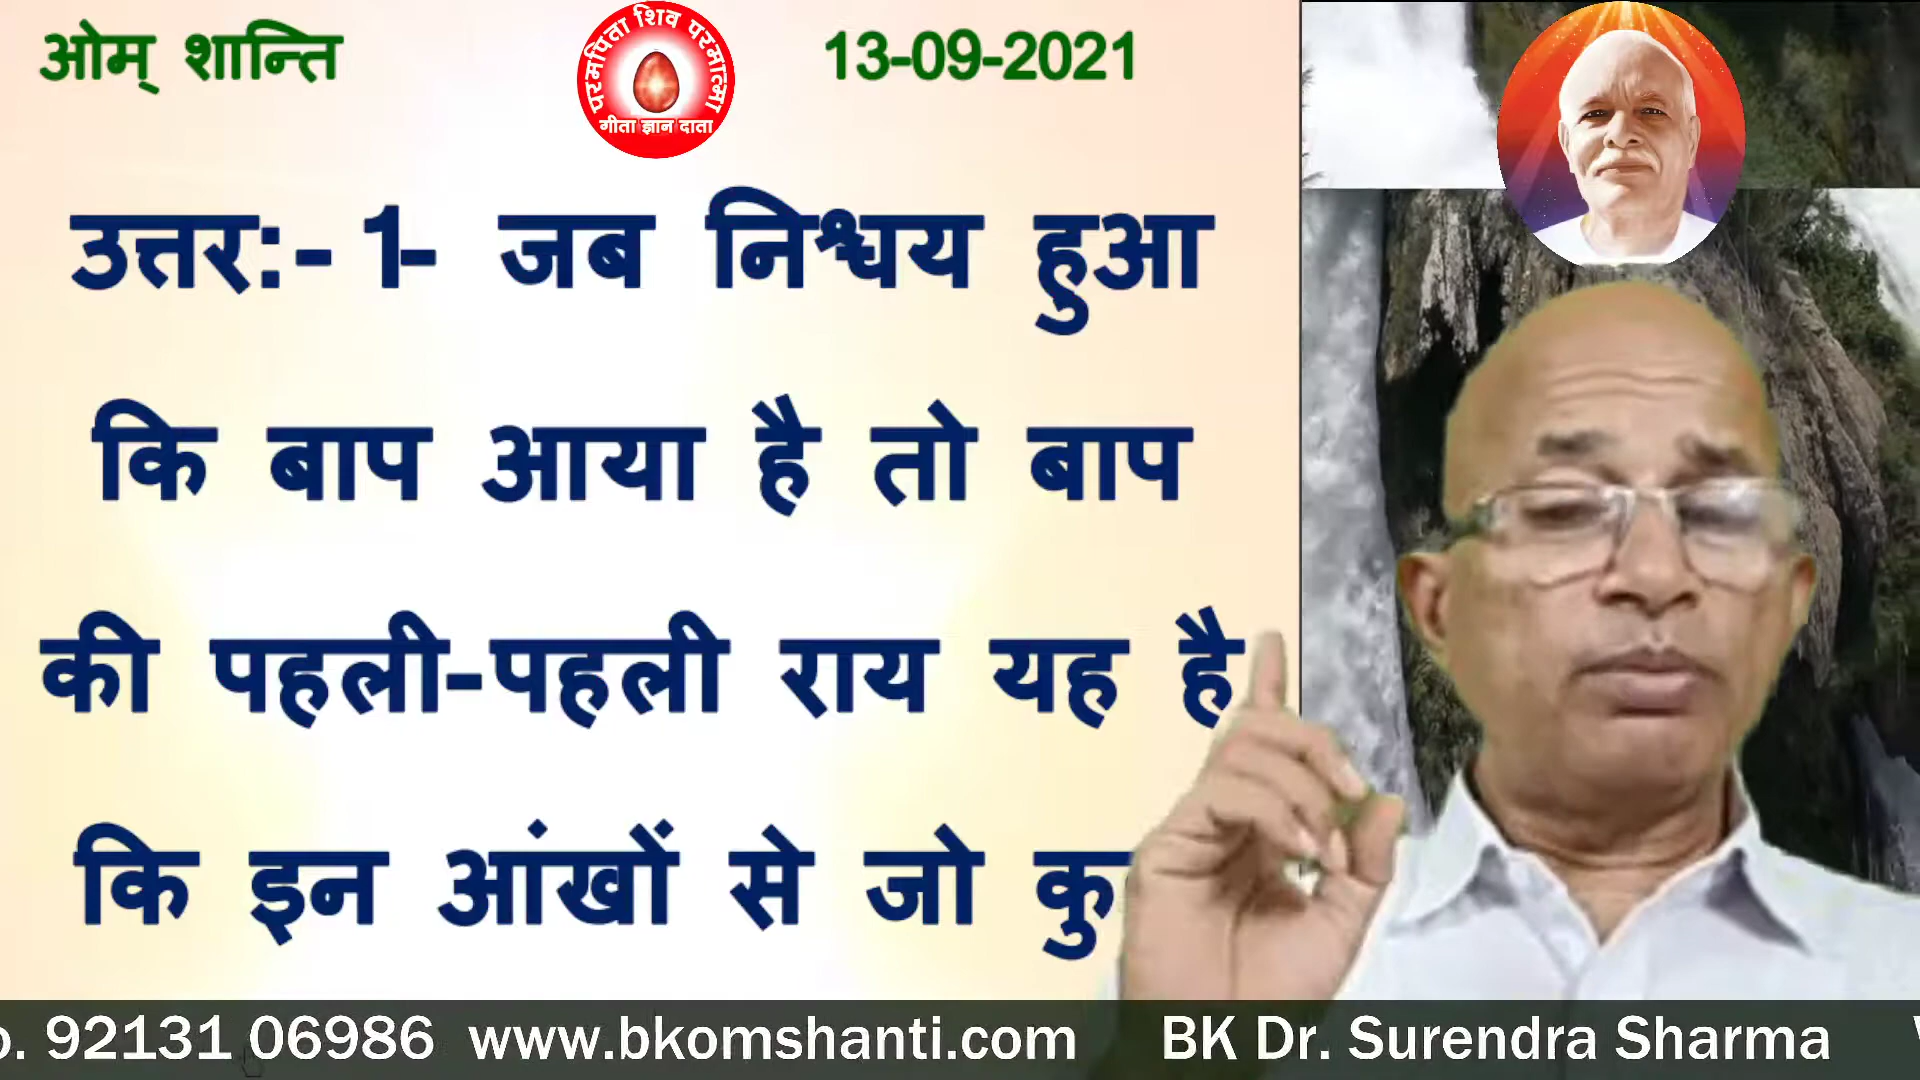 ओम् शान्ति
परमपिता शिव परमात्मा
गीता ज्ञान दाता
13-09-2021
उत्तर:- 1- जब निश्चय हुआ
कि बाप आया है तो बाप
की पहली-पहली राय यह है
कि इन आंखों से जो
92131 06986 www.bkomshanti.com BK Dr. Surendra Sharma